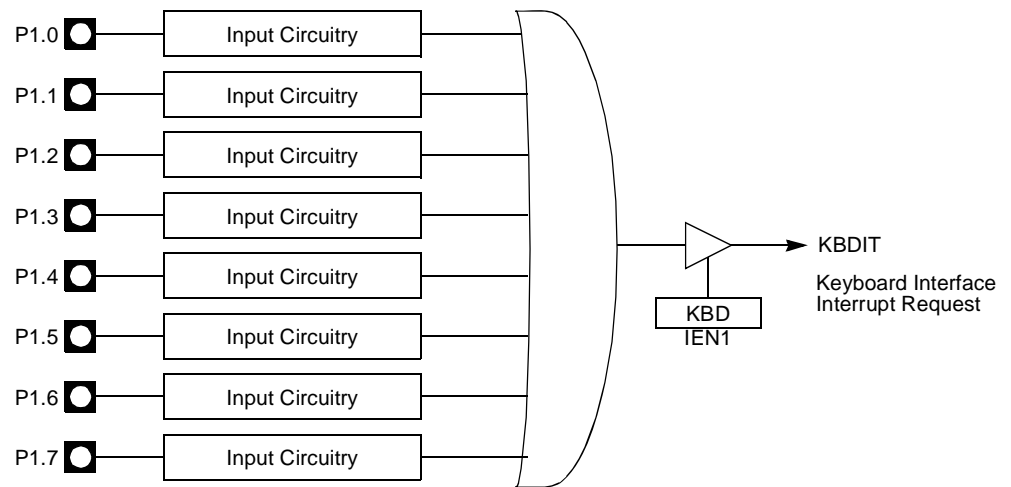 P1.0 Input Circuitry
P1.1 Input Circuitry
P1.2 Input Circuitry
P1.3 Input Circuitry
P1.4 Input Circuitry
P1.5 Input Circuitry
P1.6 Input Circuitry
P1.7 Input Circuitry
KBDIT
Keyboard Interface
Interrupt Request
KBD
IEN1